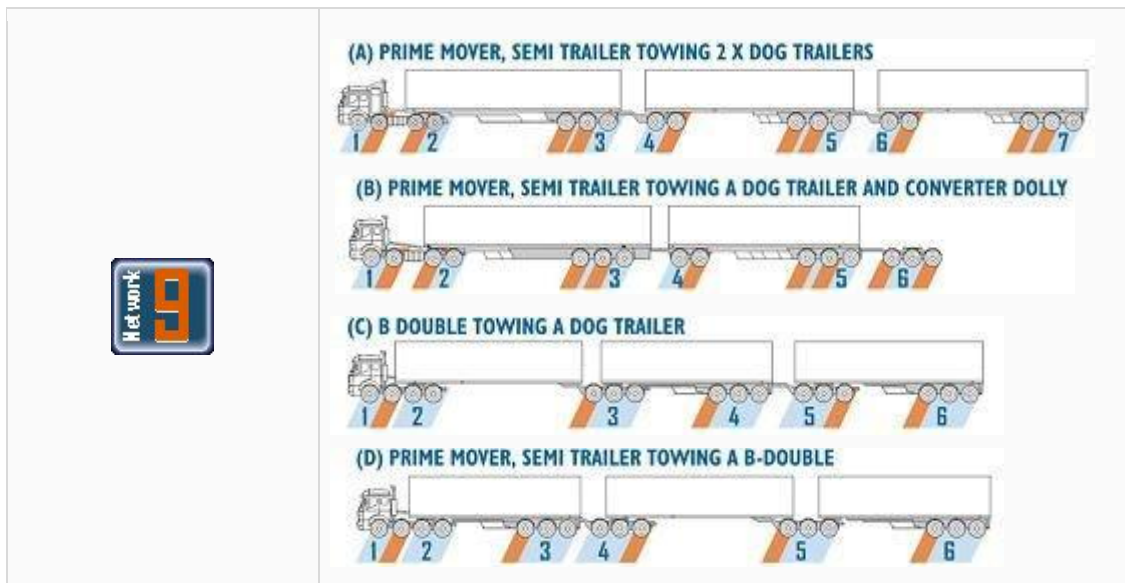 Network
9
(A) PRIME MOVER, SEMI TRAILER TOWING 2 X DOG TRAILERS
1 2 3 4 5 6 7
(B) PRIME MOVER, SEMI TRAILER TOWING A DOG TRAILER AND CONVERTER DOLLY
1 2 3 4 5 6
(C) B DOUBLE TOWING A DOG TRAILER
1 2 3 4 5 6
(D) PRIME MOVER, SEMI TRAILER TOWING A B-DOUBLE
1 2 3 4 5 6